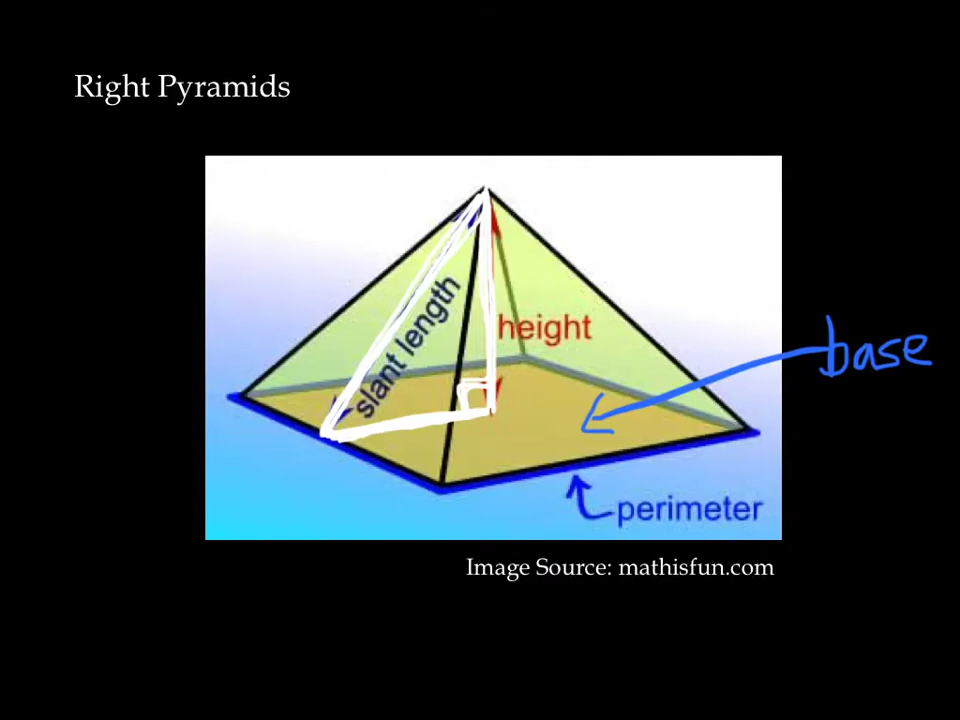 Right Pyramids
slant length
height
base
perimeter
Image Source: mathisfun.com